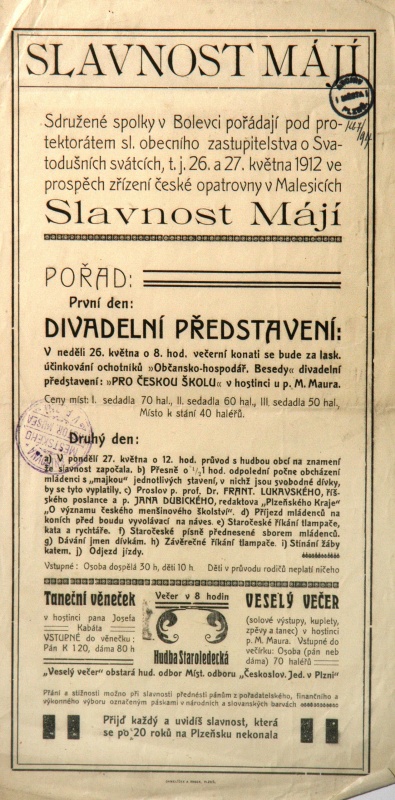 SLAVNOST MÁJÍ
Sdružené spolky v Bolevci pořádají pod pro-
tektorátem sl. obecního zastupitelstva o Sva-
todušních svátcích, t. j. 26. a 27. května 1912 ve
prospěch zřízení české opatrovny v Malesicích
Slavnost Májí
POŘAD:
První den:
DIVADELNÍ PŘEDSTAVENÍ:
V neděli 26. května o 8. hod. večerní konati se bude za lask.
účinkování ochotníků »Občansko-hospodář. Besedy« divadelní
představení: »PRO ČESKOU ŠKOLU« v hostinci u p. M. Maura.
Ceny míst: I. sedadla 70 hal., II. sedadla 60 hal., III. sedadla 50 hal.,
Místo k stání 40 haléřů.
Druhý den:
a) V pondělí 27. května o 12. hod. průvod s hudbou obcí na znamení
že slavnost započala. b) Přesně o ½1 hod. odpolední počne obcházení
mládenci s „majkou" jednotlivých stavení, v nichž jsou svobodné dívky,
by se tyto vyplatily. c) Proslov p. prof. Dr. FRANT. LUKAVSKÉHO, říš-
ského poslance a p. JANA DUBICKÉHO, redaktora „Plzeňského Kraje"
"O významu českého menšinového školství". d) Příjezd mládenců na
koních před boudu vyvolávací na náves. e) Staročeské říkání tlampače,
kata a rychtáře. f) Staročeské písně přednesené sborem mládenců.
g) Dávání jmen dívkám. h) Závěrečné říkání tlampače. i) Stínání žáby
katem. j) Odjezd jízdy.
Vstupné: Osoba dospělá 30 h, děti 10 h Děti v průvodu rodičů neplatí ničeho
Taneční věneček
v hostinci pana Josefa
Kabáta
VSTUPNÉ do věnečku:
Pán K 1·20, dáma 80 h
Večer v 8 hodin
Hudba Staroledecká
VESELÝ VEČER
(solové výstupy, kuplety,
zpěvy a tanec) v hostinci
p. M. Maura. Vstupné do
večírku: Osoba (pán neb
dáma) 70 haléřů
„Veselý večer" obstará hud. odbor Míst. odboru „Českoslov. Jed. v Plzni"
Přání a stížnosti možno při slavnosti přednésti pánům z pořadatelského, finančního a
výkonného výboru označeným páskami v národních a slovanských barvách
Přijď každý a uvidíš slavnost, která
se po 20 roků na Plzeňsku nekonala